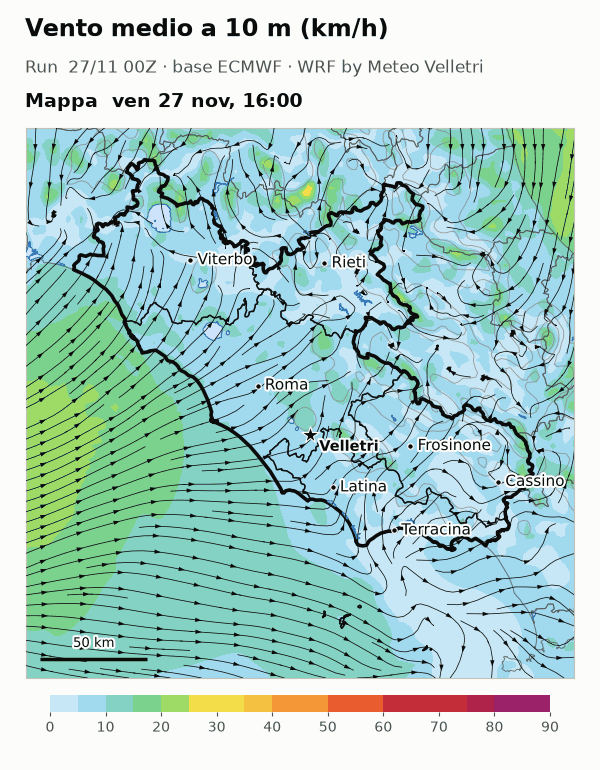 Vento medio a 10 m (km/h)
Run  27/11 00Z · base ECMWF · WRF by Meteo Velletri
Mappa  ven 27 nov, 16:00
Viterbo
Rieti
Roma
Velletri
Frosinone
Cassino
Latina
Terracina
50 km
0 10 20 30 40 50 60 70 80 90